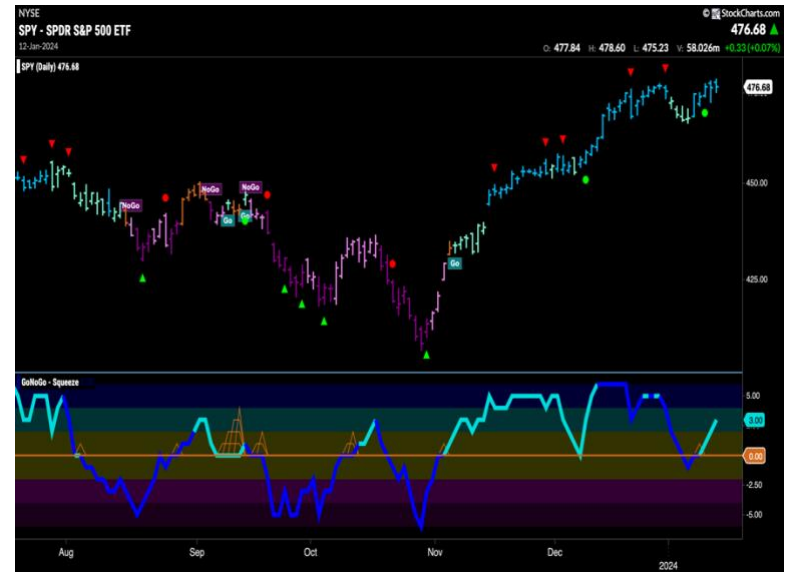 NYSE
© StockCharts.com
SPY - SPDR S&P 500 ETF
476.68
12-Jan-2024
O: 477.84 H: 478.60 L: 475.23 V: 58.026m +0.33 (+0.07%)
SPY (Daily) 476.68
476.68
NoGo
NoGo
NoGo
Go
Go
Go
450.00
425.00
GoNoGo - Squeeze
5.00
3.00
0.00
-2.50
-5.00
Aug Sep Oct Nov Dec
2024